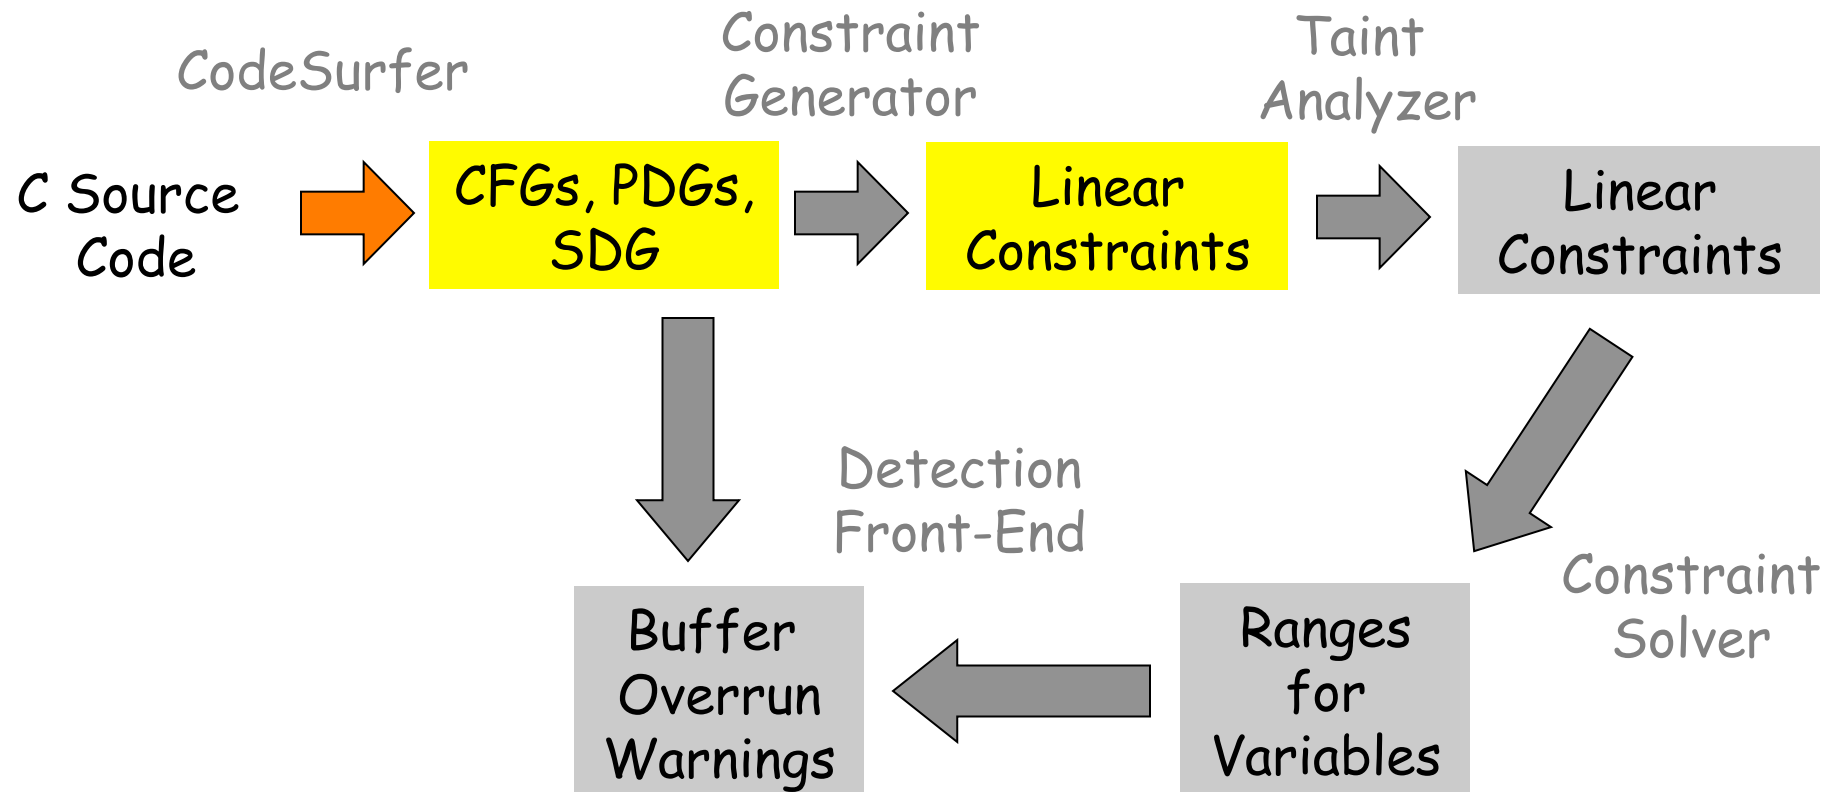 CodeSurfer
Constraint
Generator
Taint
Analyzer
C Source
Code
CFGs, PDGs,
SDG
Linear
Constraints
Linear
Constraints
Detection
Front-End
Constraint
Solver
Buffer
Overrun
Warnings
Ranges
for
Variables